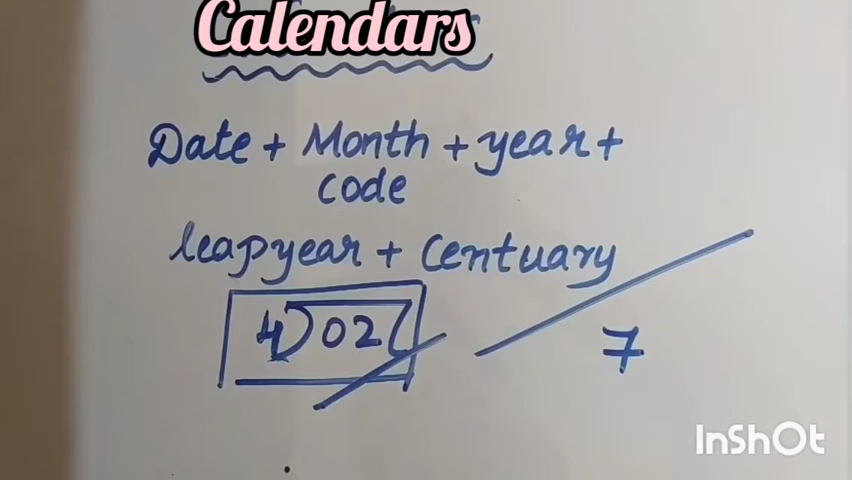 Calendars
Date + Month + year +
code
leapyear + Centuary
4)02(
7
InShOt